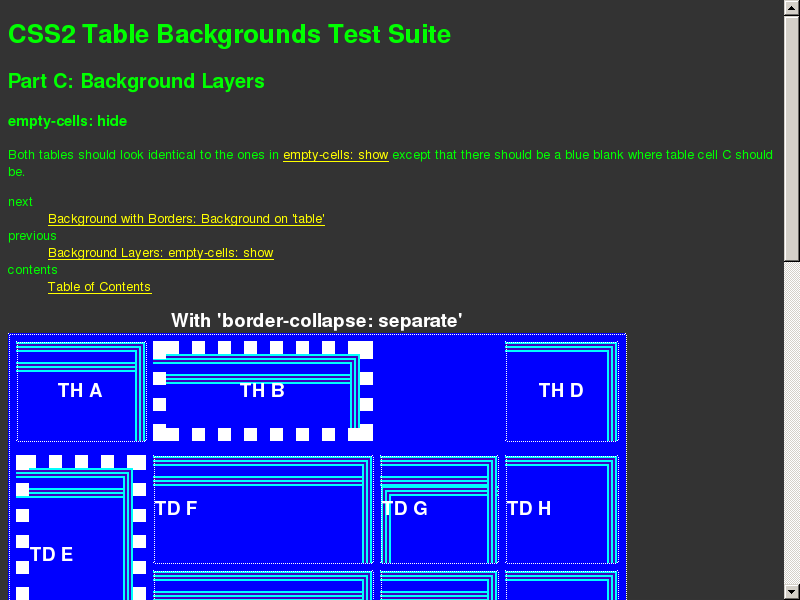 CSS2 Table Backgrounds Test Suite
Part C: Background Layers
empty-cells: hide
Both tables should look identical to the ones in empty-cells: show except that there should be a blue blank where table cell C should
be.
next
Background with Borders: Background on 'table'
previous
Background Layers: empty-cells: show
contents
Table of Contents
With 'border-collapse: separate'
TH A
TH B
TH D
TD E
TD F
TD G
TD H